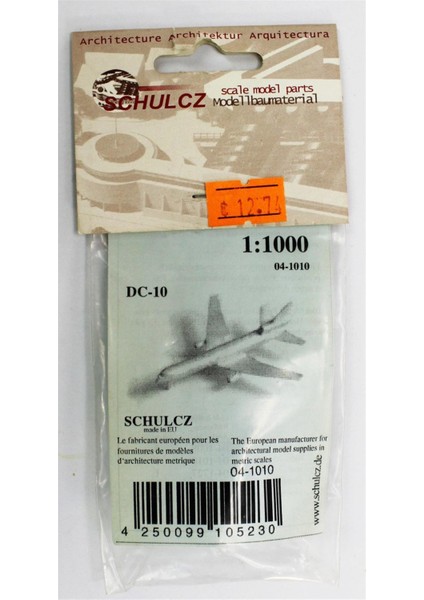 Architecture Architektur Arquitectura
SCHULCZ
scale model parts
Modellbaumaterial
1:1000
04-1010
DC-10
SCHULCZ
made in EU
Le fabricant européen pour les
fournitures de modèles
d'architecture metrique
The European manufacturer for
architectural model supplies in
metric scales
04-1010
www.schulcz.de
4 250099 105230